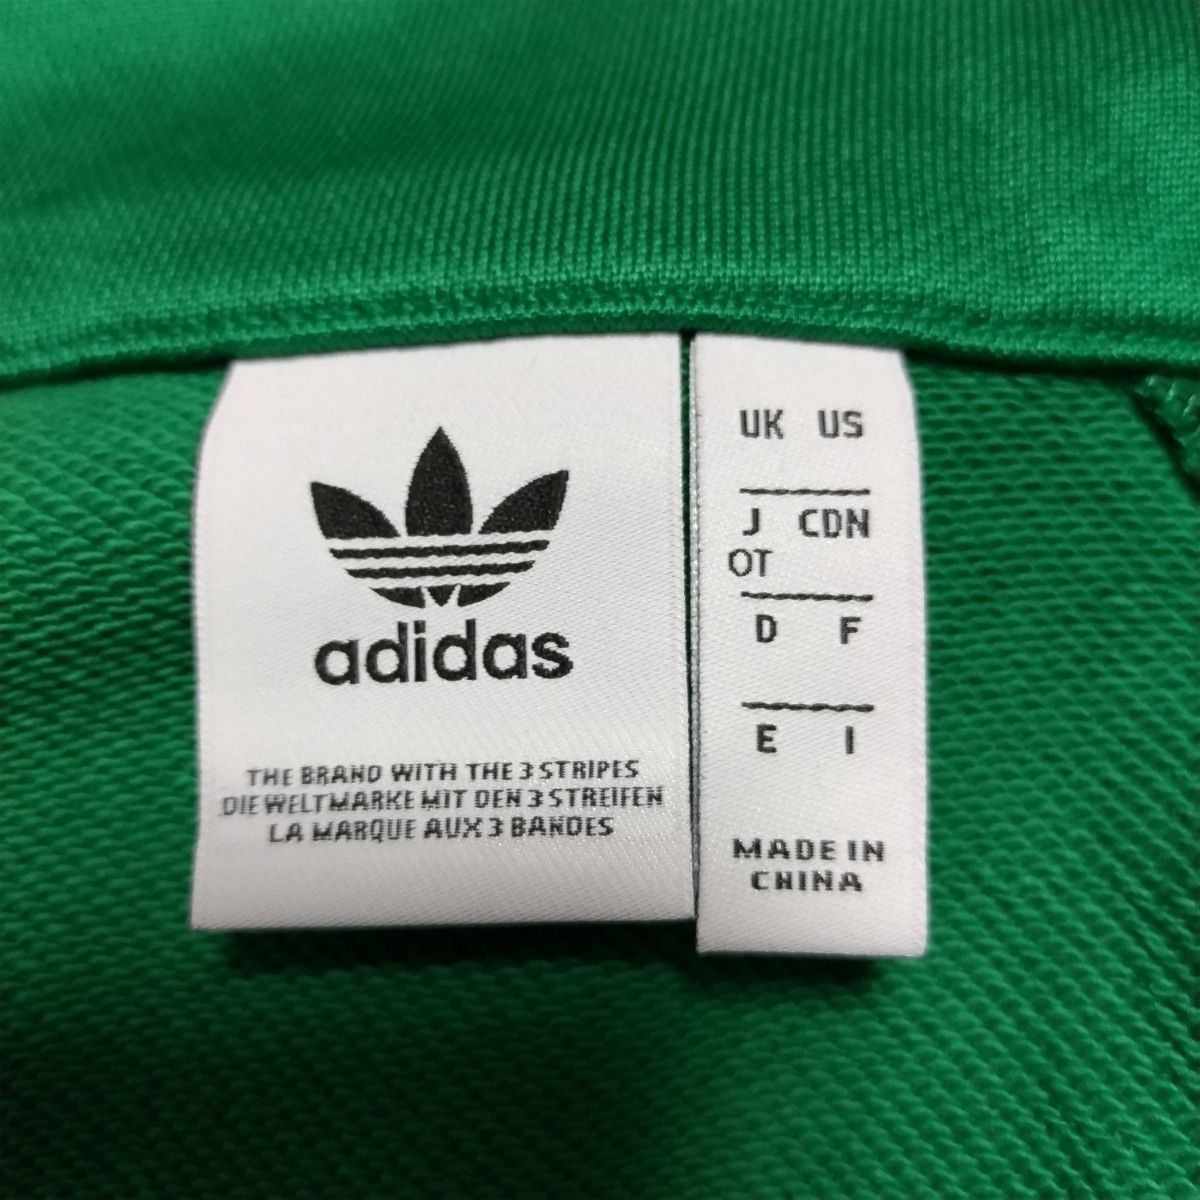 adidas
THE BRAND WITH THE 3 STRIPES
DIE WELTMARKE MIT DEN 3 STREIFEN
LA MARQUE AUX 3 BANDES
UK US
J CDN
OT
D F
E I
MADE IN
CHINA